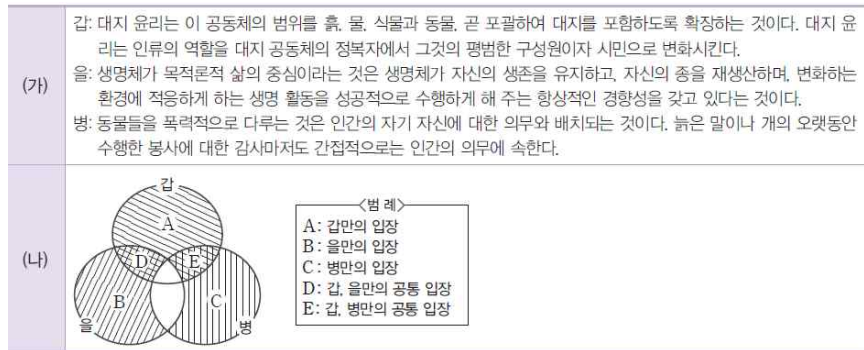 (가)
갑: 대지 윤리는 이 공동체의 범위를 흙, 물, 식물과 동물, 곧 포괄하여 대지를 포함하도록 확장하는 것이다. 대지 윤
리는 인류의 역할을 대지 공동체의 정복자에서 그것의 평범한 구성원이자 시민으로 변화시킨다.
을: 생명체가 목적론적 삶의 중심이라는 것은 생명체가 자신의 생존을 유지하고, 자신의 종을 재생산하며, 변화하는
환경에 적응하게 하는 생명 활동을 성공적으로 수행하게 해 주는 항상적인 경향성을 갖고 있다는 것이다.
병: 동물들을 폭력적으로 다루는 것은 인간의 자기 자신에 대한 의무와 배치되는 것이다. 늙은 말이나 개의 오랫동안
수행한 봉사에 대한 감사마저도 간접적으로는 인간의 의무에 속한다.
(나)
갑
A
D
E
B
C
을
병
<범례>
A: 갑만의 입장
B: 을만의 입장
C: 병만의 입장
D: 갑, 을만의 공통 입장
E: 갑, 병만의 공통 입장